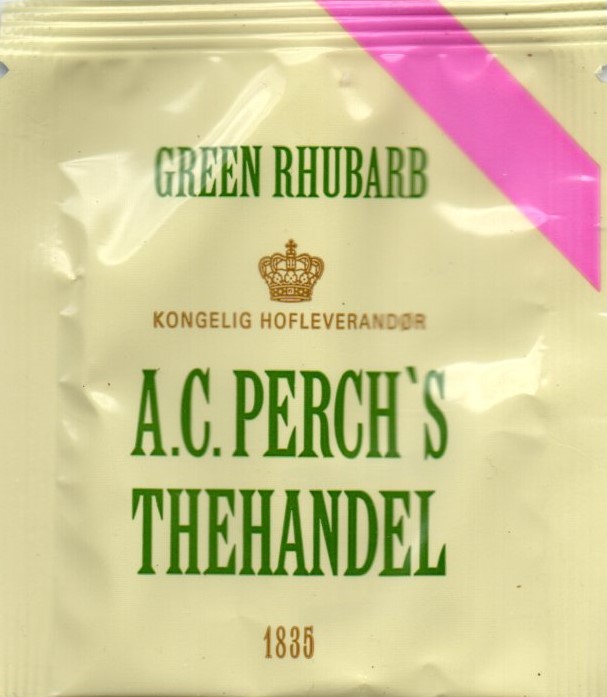 GREEN RHUBARB
KONGELIG HOFLEVERANDØR
A.C. PERCH`S
THEHANDEL
1835